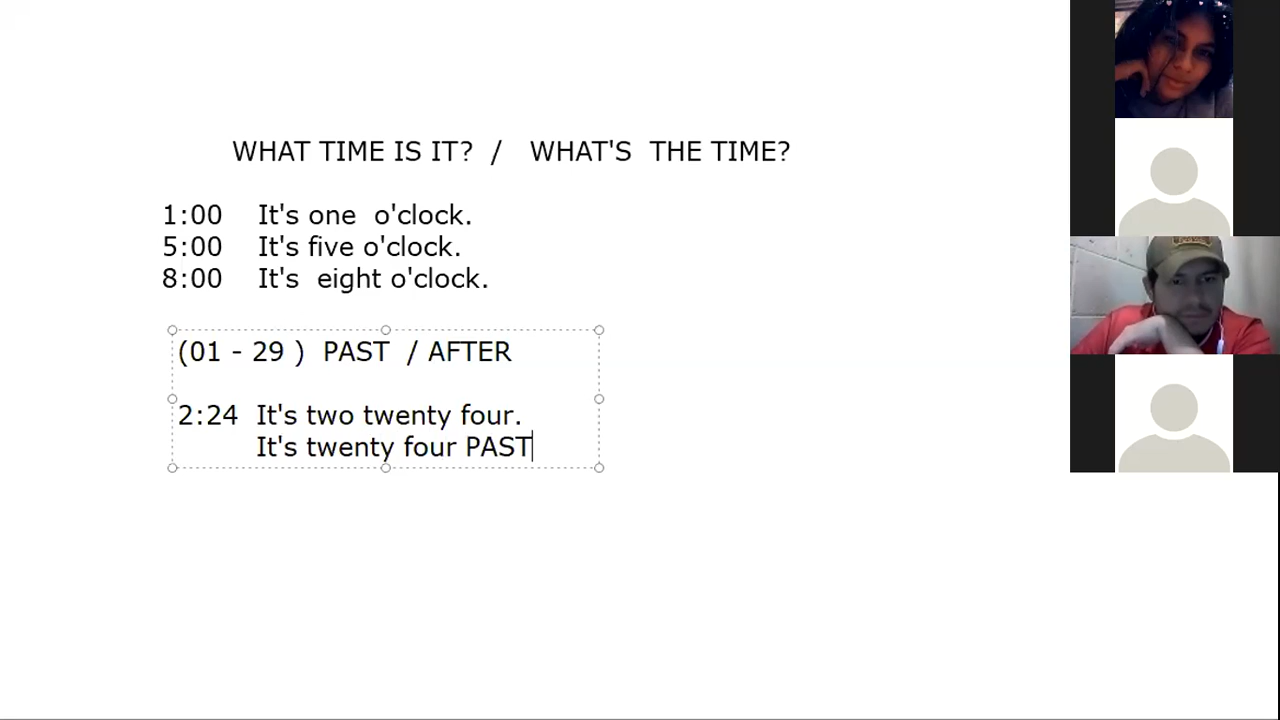 WHAT TIME IS IT? / WHAT'S THE TIME?
1:00 It's one o'clock.
5:00 It's five o'clock.
8:00 It's eight o'clock.
(01 - 29 ) PAST / AFTER
2:24 It's two twenty four.
It's twenty four PAST